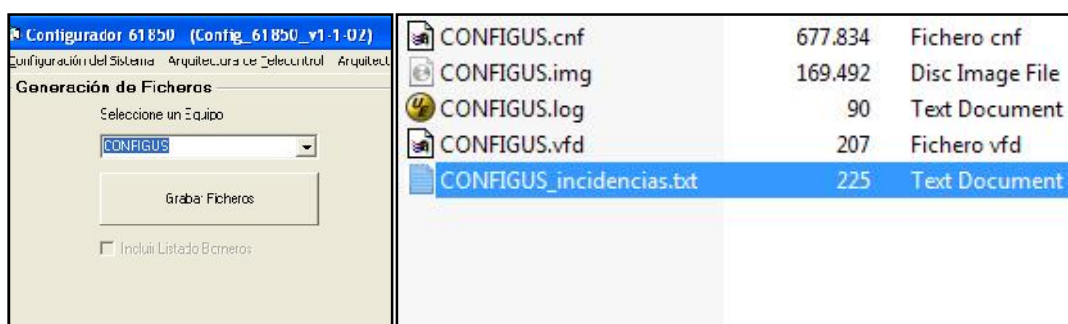 Configurador 61850 (Config_61850_v1-1-02)
Configuración del Sistema Arquitectura de Telecontrol Arquitect
Generación de Ficheros
Seleccione un Equipo
CONFIGUS
Grabar Ficheros
Incluir Listado Borneros
CONFIGUS.cnf 677.834 Fichero cnf
CONFIGUS.img 169.492 Disc Image File
CONFIGUS.log 90 Text Document
CONFIGUS.vfd 207 Fichero vfd
CONFIGUS_incidencias.txt 225 Text Document